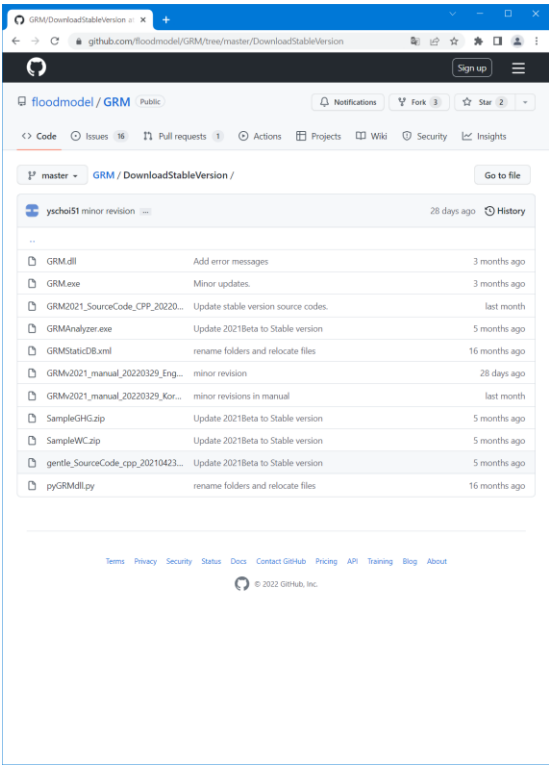 GRM/DownloadStableVersion at
github.com/floodmodel/GRM/tree/master/DownloadStableVersion
Sign up
floodmodel / GRM Public Notifications Fork 3 Star 2
Code Issues 16 Pull requests 1 Actions Projects Wiki Security Insights
master GRM / DownloadStableVersion / Go to file
yschoi51 minor revision ... 28 days ago History
..
GRM.dll Add error messages 3 months ago
GRM.exe Minor updates. 3 months ago
GRM2021_SourceCode_CPP_20220... Update stable version source codes. last month
GRMAnalyzer.exe Update 2021Beta to Stable version 5 months ago
GRMStaticDB.xml rename folders and relocate files 16 months ago
GRMv2021_manual_20220329_Eng... minor revision 28 days ago
GRMv2021_manual_20220329_Kor... minor revisions in manual last month
SampleGHG.zip Update 2021Beta to Stable version 5 months ago
SampleWC.zip Update 2021Beta to Stable version 5 months ago
gentle_SourceCode_cpp_20210423... Update 2021Beta to Stable version 5 months ago
pyGRMdll.py rename folders and relocate files 16 months ago
Terms Privacy Security Status Docs Contact GitHub Pricing API Training Blog About
© 2022 GitHub, Inc.